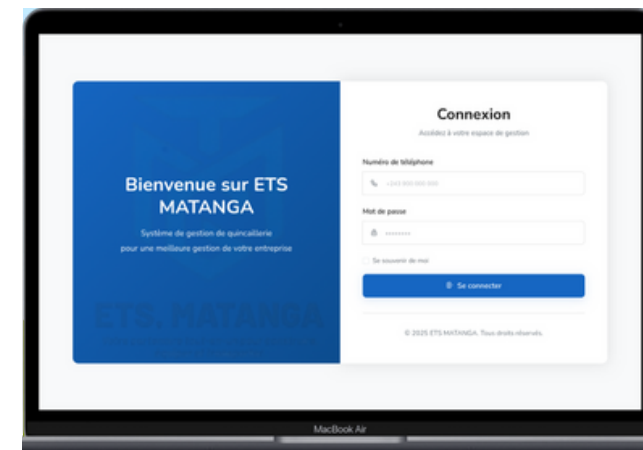 Bienvenue sur ETS
MATANGA
Système de gestion de quincaillerie
pour une meilleure gestion de votre entreprise
ETS. MATANGA
Connexion
Accédez à votre espace de gestion
Numéro de téléphone
Mot de passe
Se souvenir de moi
Se connecter
© 2025 ETS MATANGA. Tous droits réservés.
MacBook Air